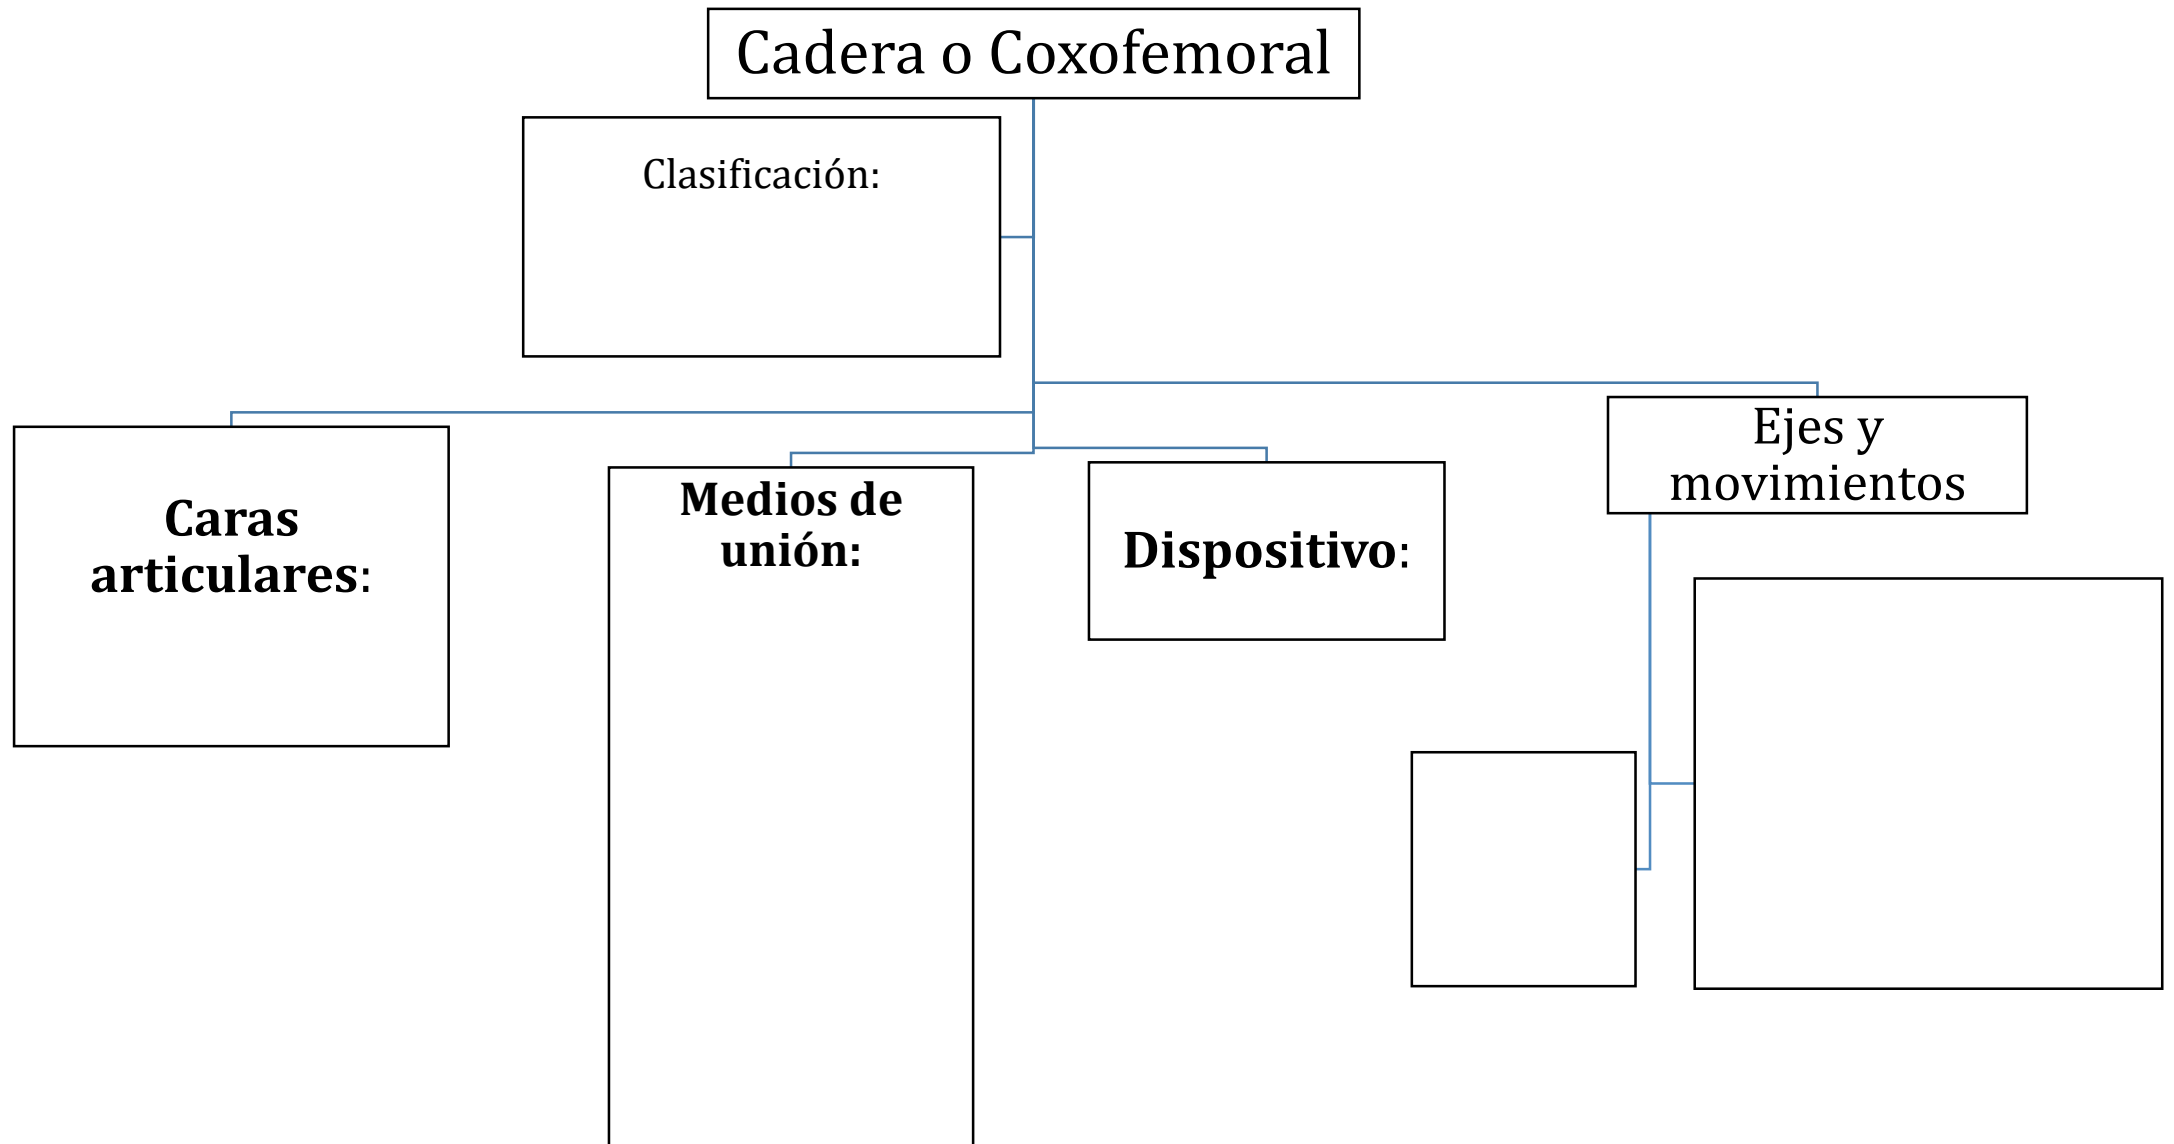 Cadera o Coxofemoral
Clasificación:
Caras
articulares:
Medios de
unión:
Dispositivo:
Ejes y
movimientos